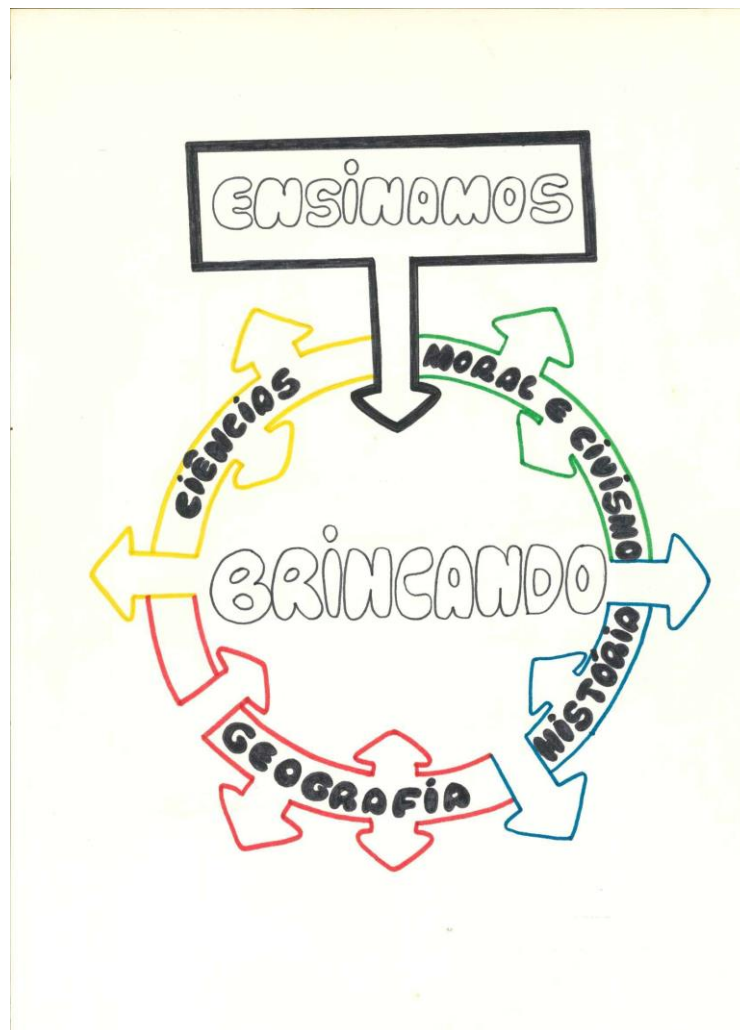 ENSINAMOS
CIÊNCIAS
MORAL E CIVISMO
BRINCANDO
HISTÓRIA
GEOGRAFIA